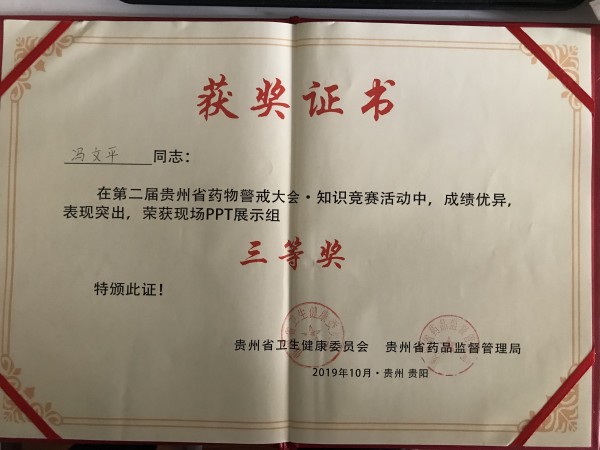 获奖证书
冯文平 同志：
在第二届贵州省药物警戒大会·知识竞赛活动中，成绩优异，
表现突出，荣获现场PPT展示组
三等奖
特颁此证！
贵州省卫生健康委员会 贵州省药品监督管理局
2019年10月·贵州 贵阳